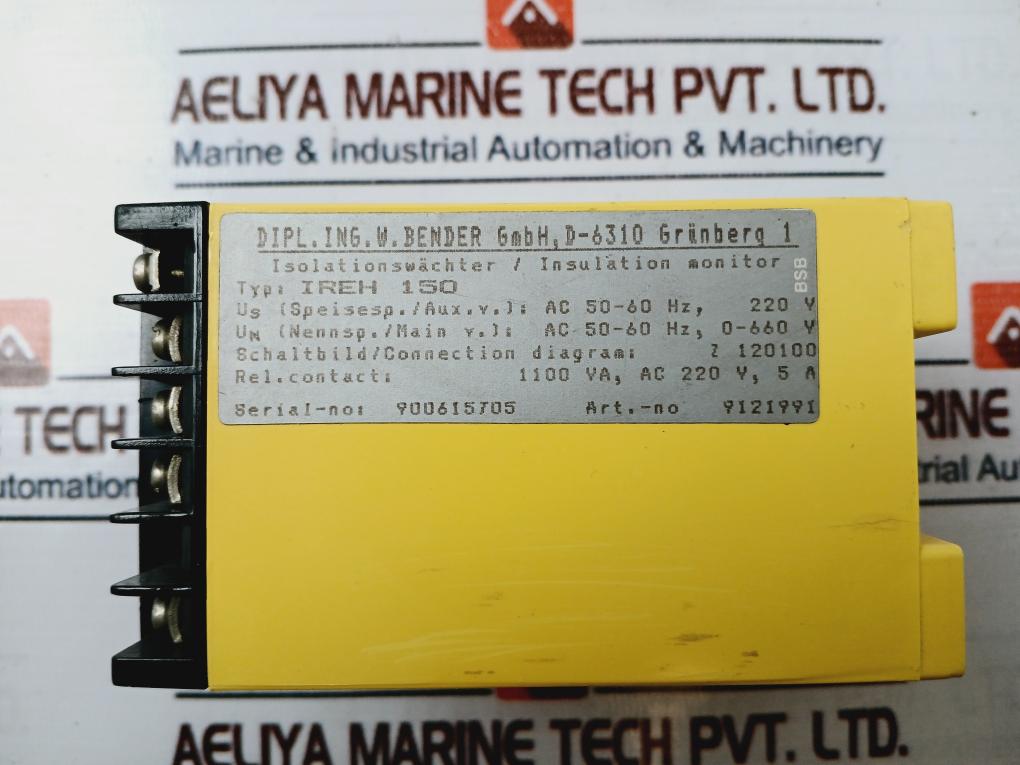 AELIYA MARINE TECH PVT. LTD.
Marine & Industrial Automation & Machinery
DIPL.ING.W.BENDER GmbH,D-6310 Grünberg 1
Isolationswächter / Insulation monitor
BSB
Typ: IREH 150
Us (Speisesp./Aux.v.): AC 50-60 Hz, 220 V
UN (Nennsp./Main v.): AC 50-60 Hz, 0-660 V
Schaltbild/Connection diagram: Z 120100
Rel.contact: 1100 VA, AC 220 V, 5 A
Serial-no: 900615705 Art.-no 9121991
E TECH
RINE
utomation
trial Au
AELIYA MARINE TECH PVT. LTD.